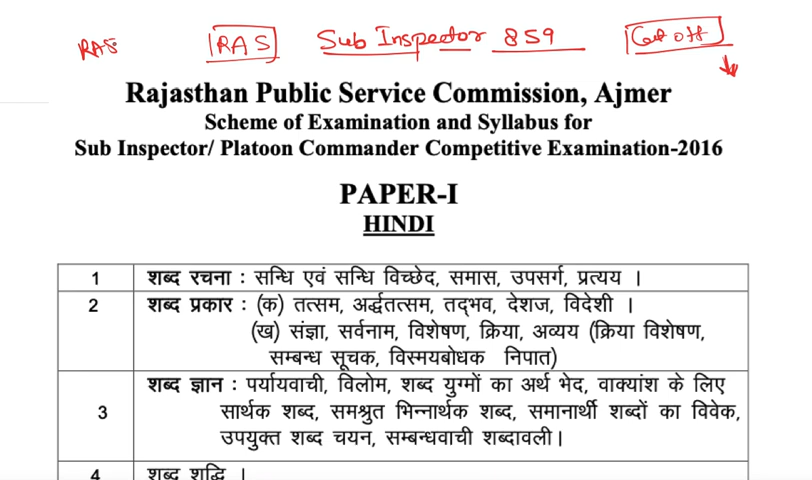 RAS RAS Sub Inspector 859 Cut off
Rajasthan Public Service Commission, Ajmer
Scheme of Examination and Syllabus for
Sub Inspector/ Platoon Commander Competitive Examination-2016
PAPER-I
HINDI
1 शब्द रचना : सन्धि एवं सन्धि विच्छेद, समास, उपसर्ग, प्रत्यय ।
2 शब्द प्रकार : (क) तत्सम, अर्द्धतत्सम, तद्भव, देशज, विदेशी ।
(ख) संज्ञा, सर्वनाम, विशेषण, क्रिया, अव्यय (क्रिया विशेषण,
सम्बन्ध सूचक, विस्मयबोधक निपात)
शब्द ज्ञान : पर्यायवाची, विलोम, शब्द युग्मों का अर्थ भेद, वाक्यांश के लिए
3 सार्थक शब्द, समश्रुत भिन्नार्थक शब्द, समानार्थी शब्दों का विवेक,
उपयुक्त शब्द चयन, सम्बन्धवाची शब्दावली।
4 शब्द शुद्धि ।